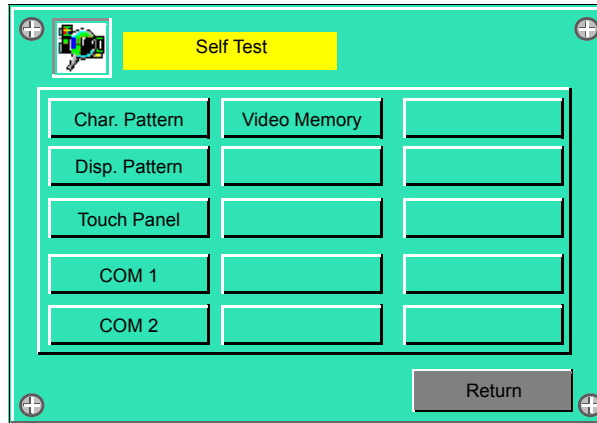 Self Test
Char. Pattern
Video Memory
Disp. Pattern
Touch Panel
COM 1
COM 2
Return